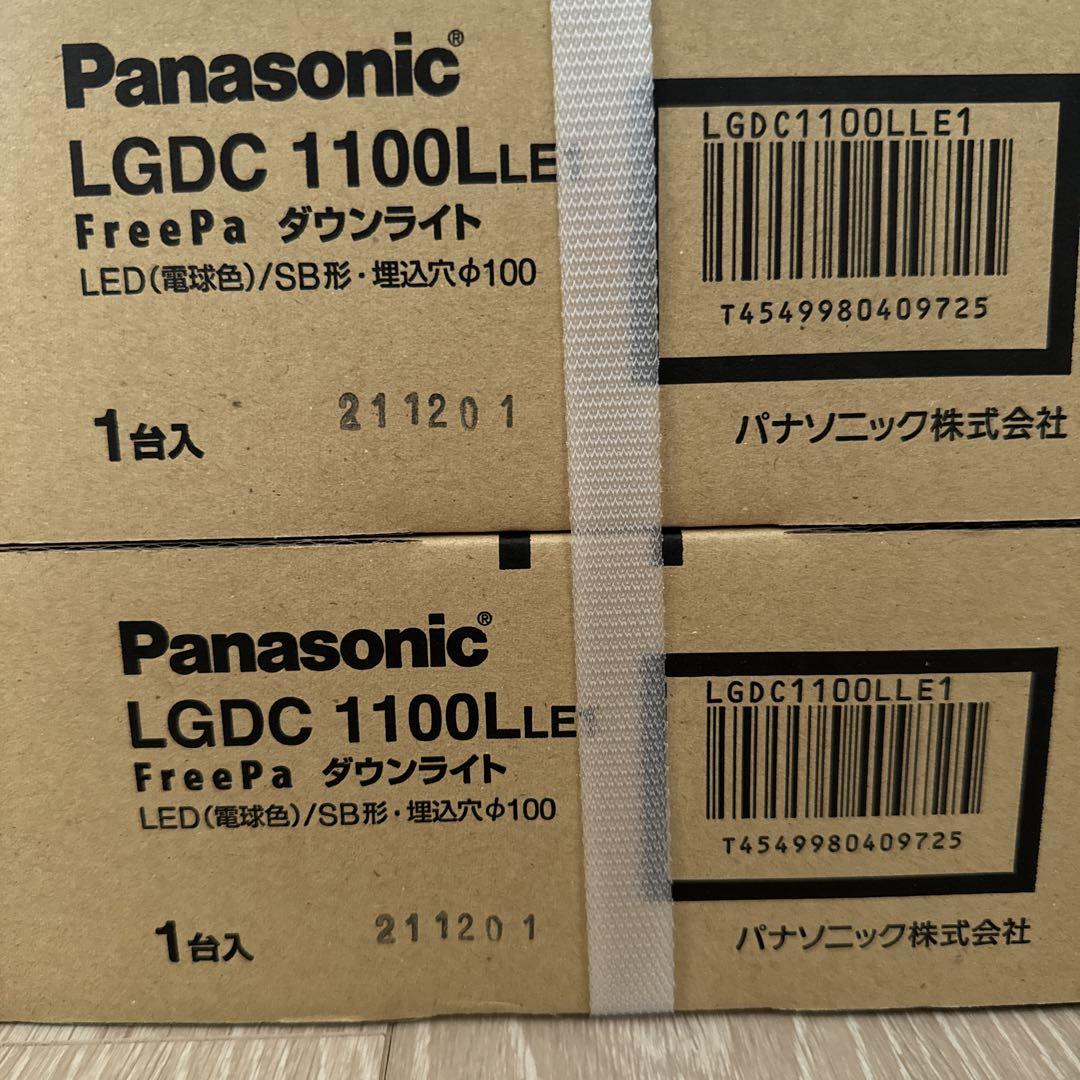 Panasonic®
LGDC 1100LLE1
FreePa ダウンライト
LED(電球色)/SB形・埋込穴φ100
1台入
211201
LGDC1100LLE1
T4549980409725
パナソニック株式会社
Panasonic®
LGDC 1100LLE1
FreePa ダウンライト
LED(電球色)/SB形・埋込穴φ100
1台入
211201
LGDC1100LLE1
T4549980409725
パナソニック株式会社